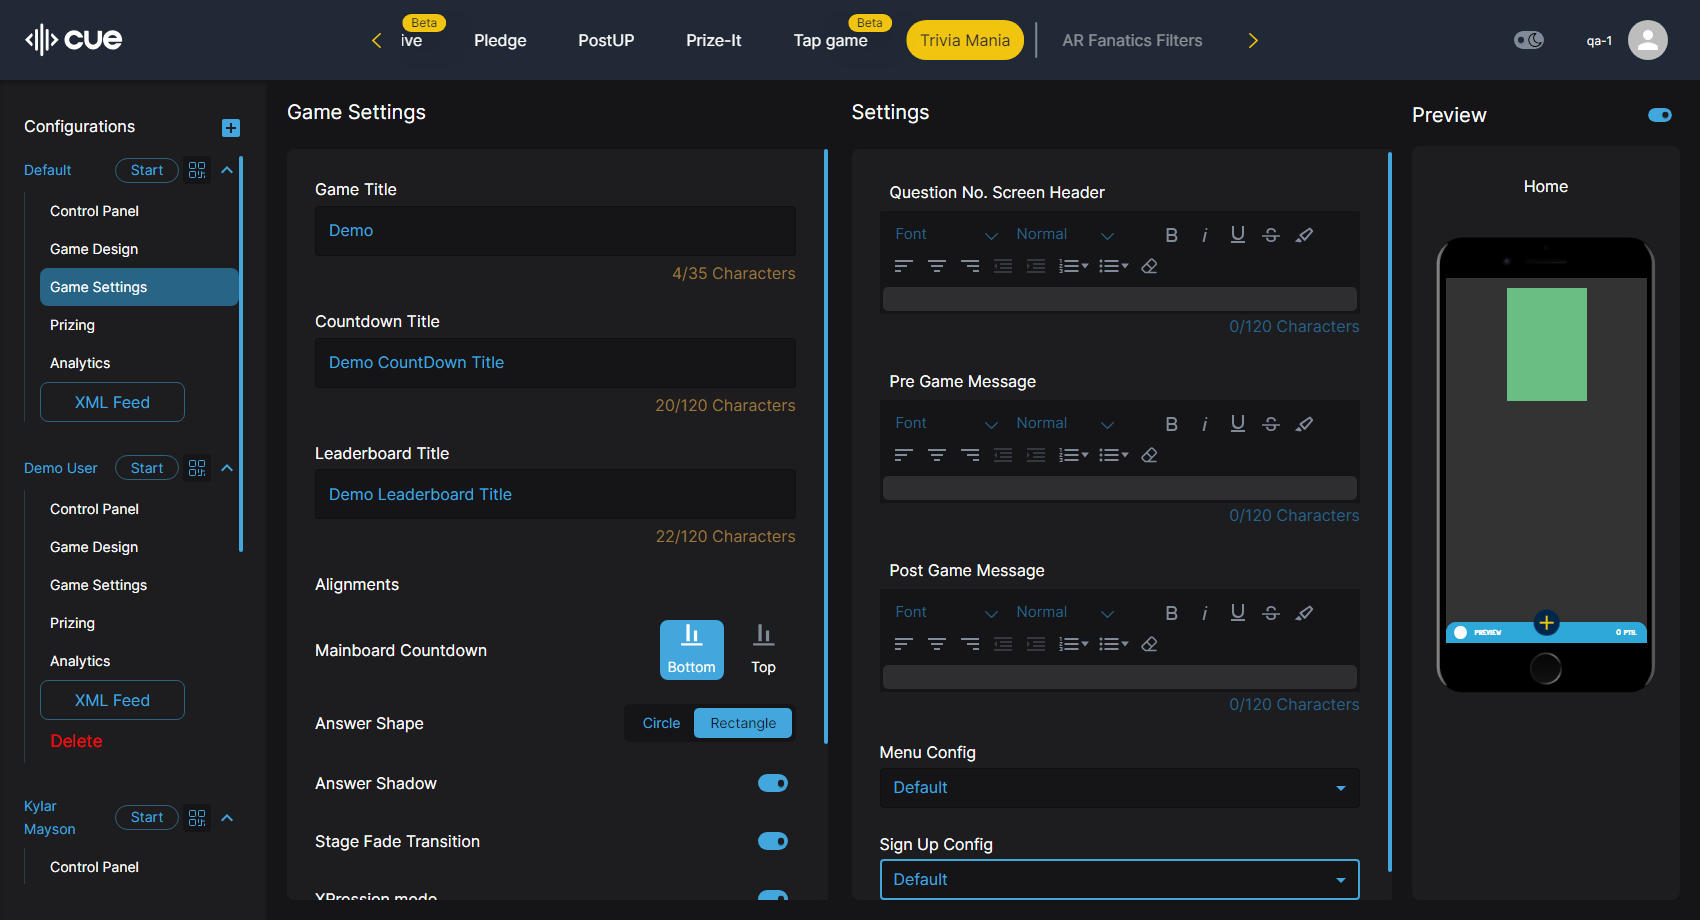 cue
Beta
ive
Pledge
PostUP
Prize-It
Beta
Tap game
Trivia Mania
AR Fanatics Filters
qa-1
Configurations
Default
Start
Control Panel
Game Design
Game Settings
Prizing
Analytics
XML Feed
Demo User
Start
Control Panel
Game Design
Game Settings
Prizing
Analytics
XML Feed
Delete
Kylar
Mayson
Start
Control Panel
Game Settings
Game Title
Demo
4/35 Characters
Countdown Title
Demo CountDown Title
20/120 Characters
Leaderboard Title
Demo Leaderboard Title
22/120 Characters
Alignments
Mainboard Countdown
Bottom
Top
Answer Shape
Circle
Rectangle
Answer Shadow
Stage Fade Transition
XPression mode
Settings
Question No. Screen Header
Font
Normal
B i U S
0/120 Characters
Pre Game Message
Font
Normal
B i U S
0/120 Characters
Post Game Message
Font
Normal
B i U S
0/120 Characters
Menu Config
Default
Sign Up Config
Default
Preview
Home
PREVIEW
0 PTS.